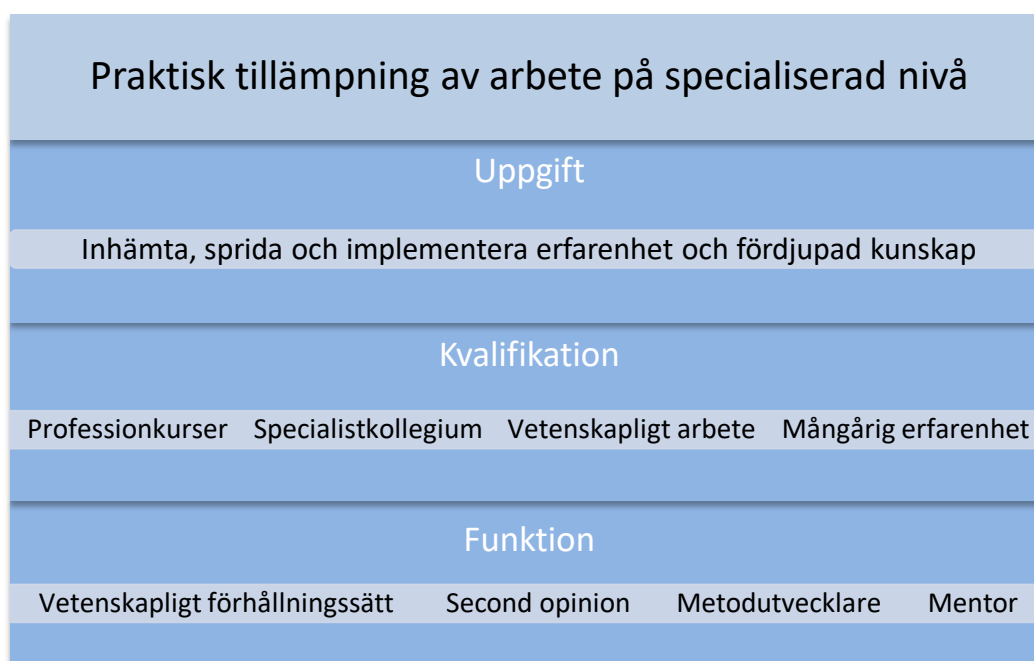 Praktisk tillämpning av arbete på specialiserad nivå
Uppgift
Inhämta, sprida och implementera erfarenhet och fördjupad kunskap
Kvalifikation
Professionkurser Specialistkollegium Vetenskapligt arbete Mångårig erfarenhet
Funktion
Vetenskapligt förhållningssätt Second opinion Metodutvecklare Mentor